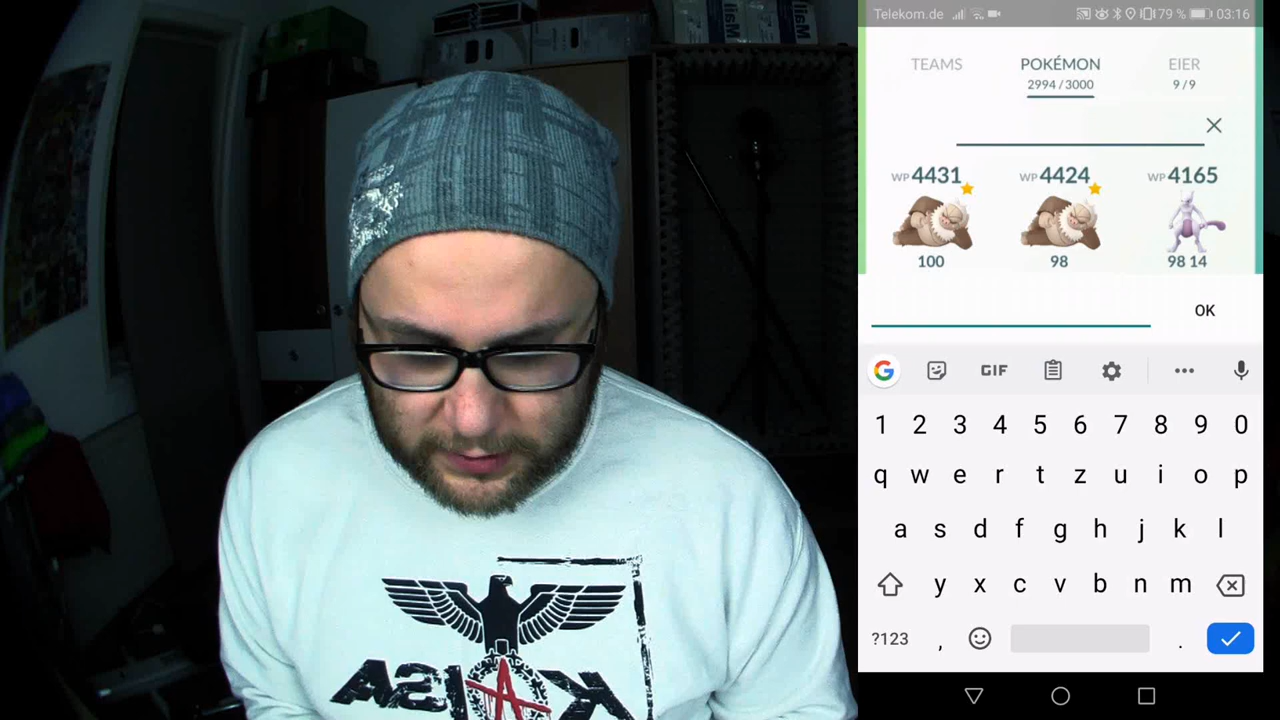 Telekom.de 79 % 03:16
TEAMS POKÉMON EIER
2994 / 3000 9 / 9
WP 4431 WP 4424 WP 4165
100 98 98 14
OK
GIF
1 2 3 4 5 6 7 8 9 0
q w e r t z u i o p
a s d f g h j k l
y x c v b n m
?123 , .